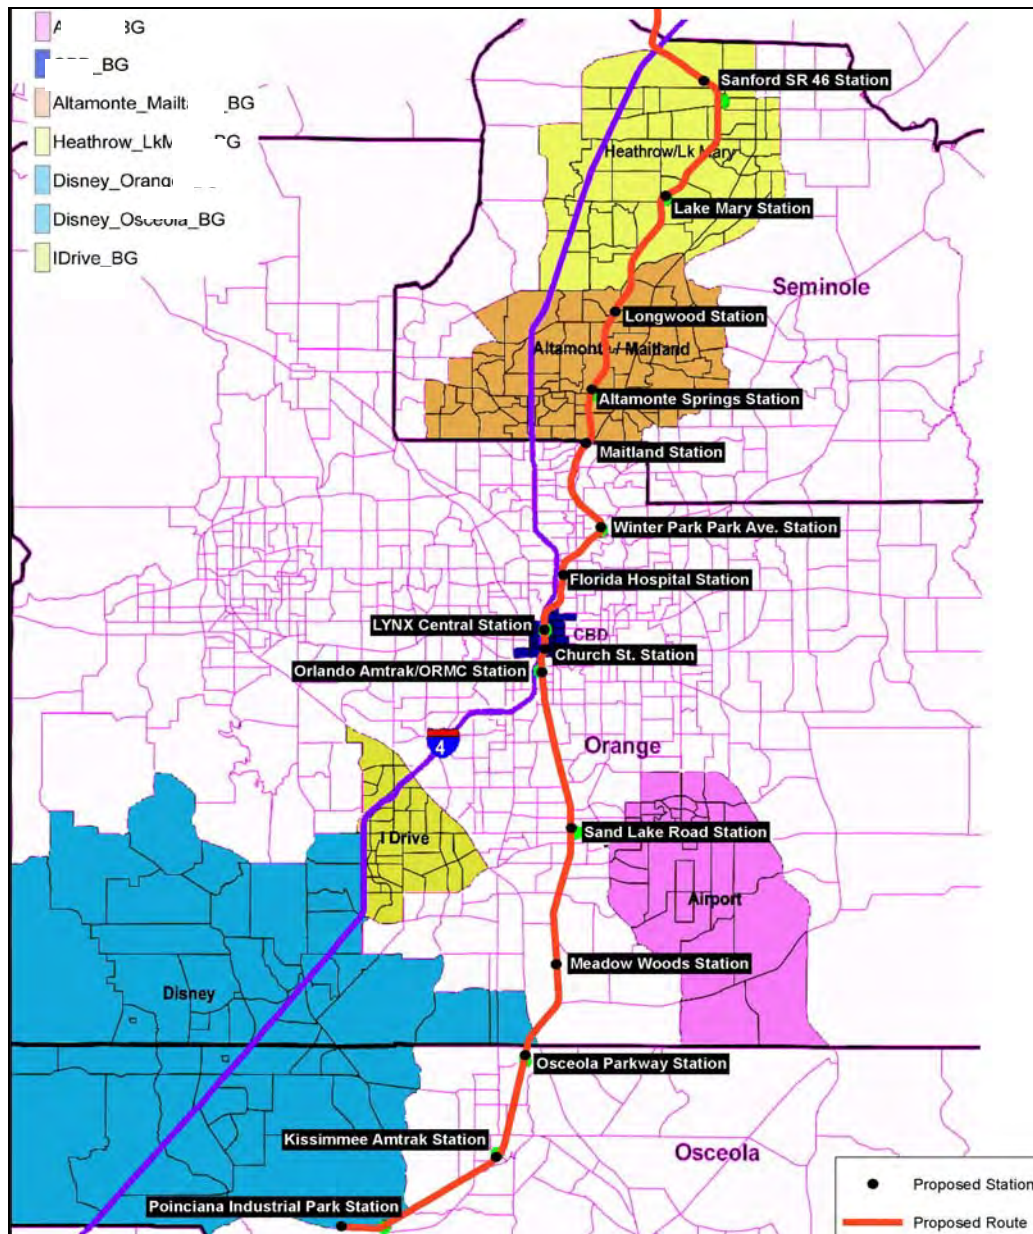 BG
_BG
Altamonte_Mailt BG
Heathrow_Lk
Disney_Orang
Disney_Osceola_BG
IDrive_BG
Sanford SR 46 Station
Heathrow/Lk Mary
Lake Mary Station
Seminole
Longwood Station
Altamonte / Maitland
Altamonte Springs Station
Maitland Station
Winter Park Park Ave. Station
Florida Hospital Station
LYNX Central Station
CBD
Church St. Station
Orlando Amtrak/ORMC Station
4
Orange
Sand Lake Road Station
I Drive
Airport
Meadow Woods Station
Disney
Osceola Parkway Station
Kissimmee Amtrak Station
Osceola
Poinciana Industrial Park Station
Proposed Station
Proposed Route